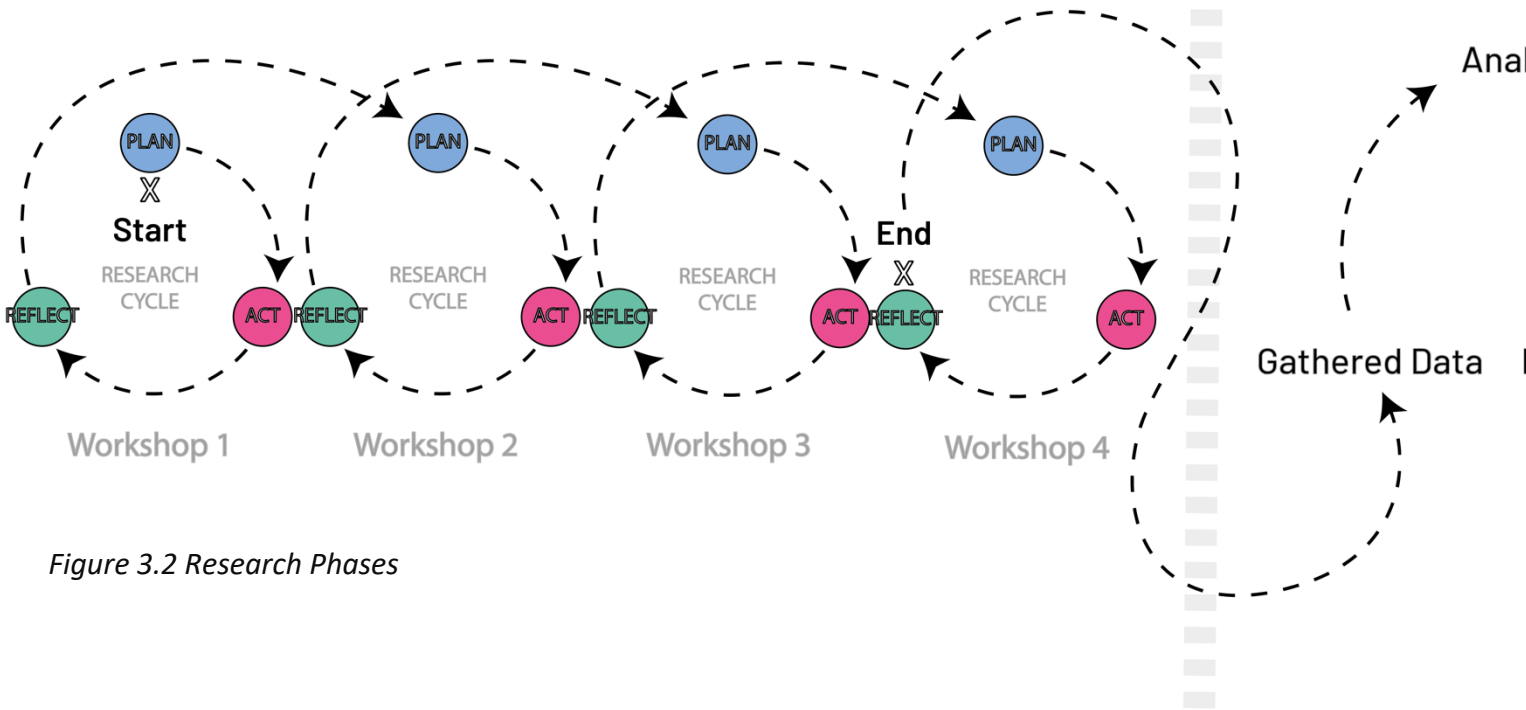 Anal
PLAN
PLAN
PLAN
PLAN
X
Start
End
RESEARCH
CYCLE
RESEARCH
CYCLE
RESEARCH
CYCLE
X
RESEARCH
CYCLE
REFLECT
ACT
REFLECT
ACT
REFLECT
ACT
REFLECT
ACT
Gathered Data
Workshop 1
Workshop 2
Workshop 3
Workshop 4
Figure 3.2 Research Phases